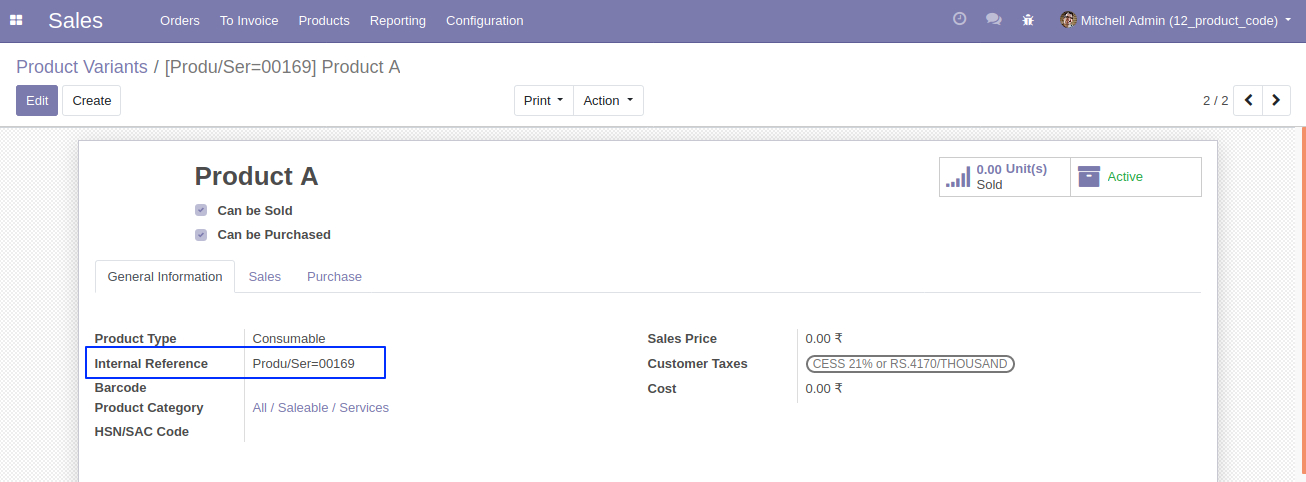 Sales Orders To Invoice Products Reporting Configuration Mitchell Admin (12_product_code)
Product Variants / [Produ/Ser=00169] Product A
Edit Create Print Action 2 / 2
Product A
0.00 Unit(s)
Sold
Active
Can be Sold
Can be Purchased
General Information Sales Purchase
Product Type Consumable
Internal Reference Produ/Ser=00169
Barcode
Product Category All / Saleable / Services
HSN/SAC Code
Sales Price 0.00 ₹
Customer Taxes CESS 21% or RS.4170/THOUSAND
Cost 0.00 ₹